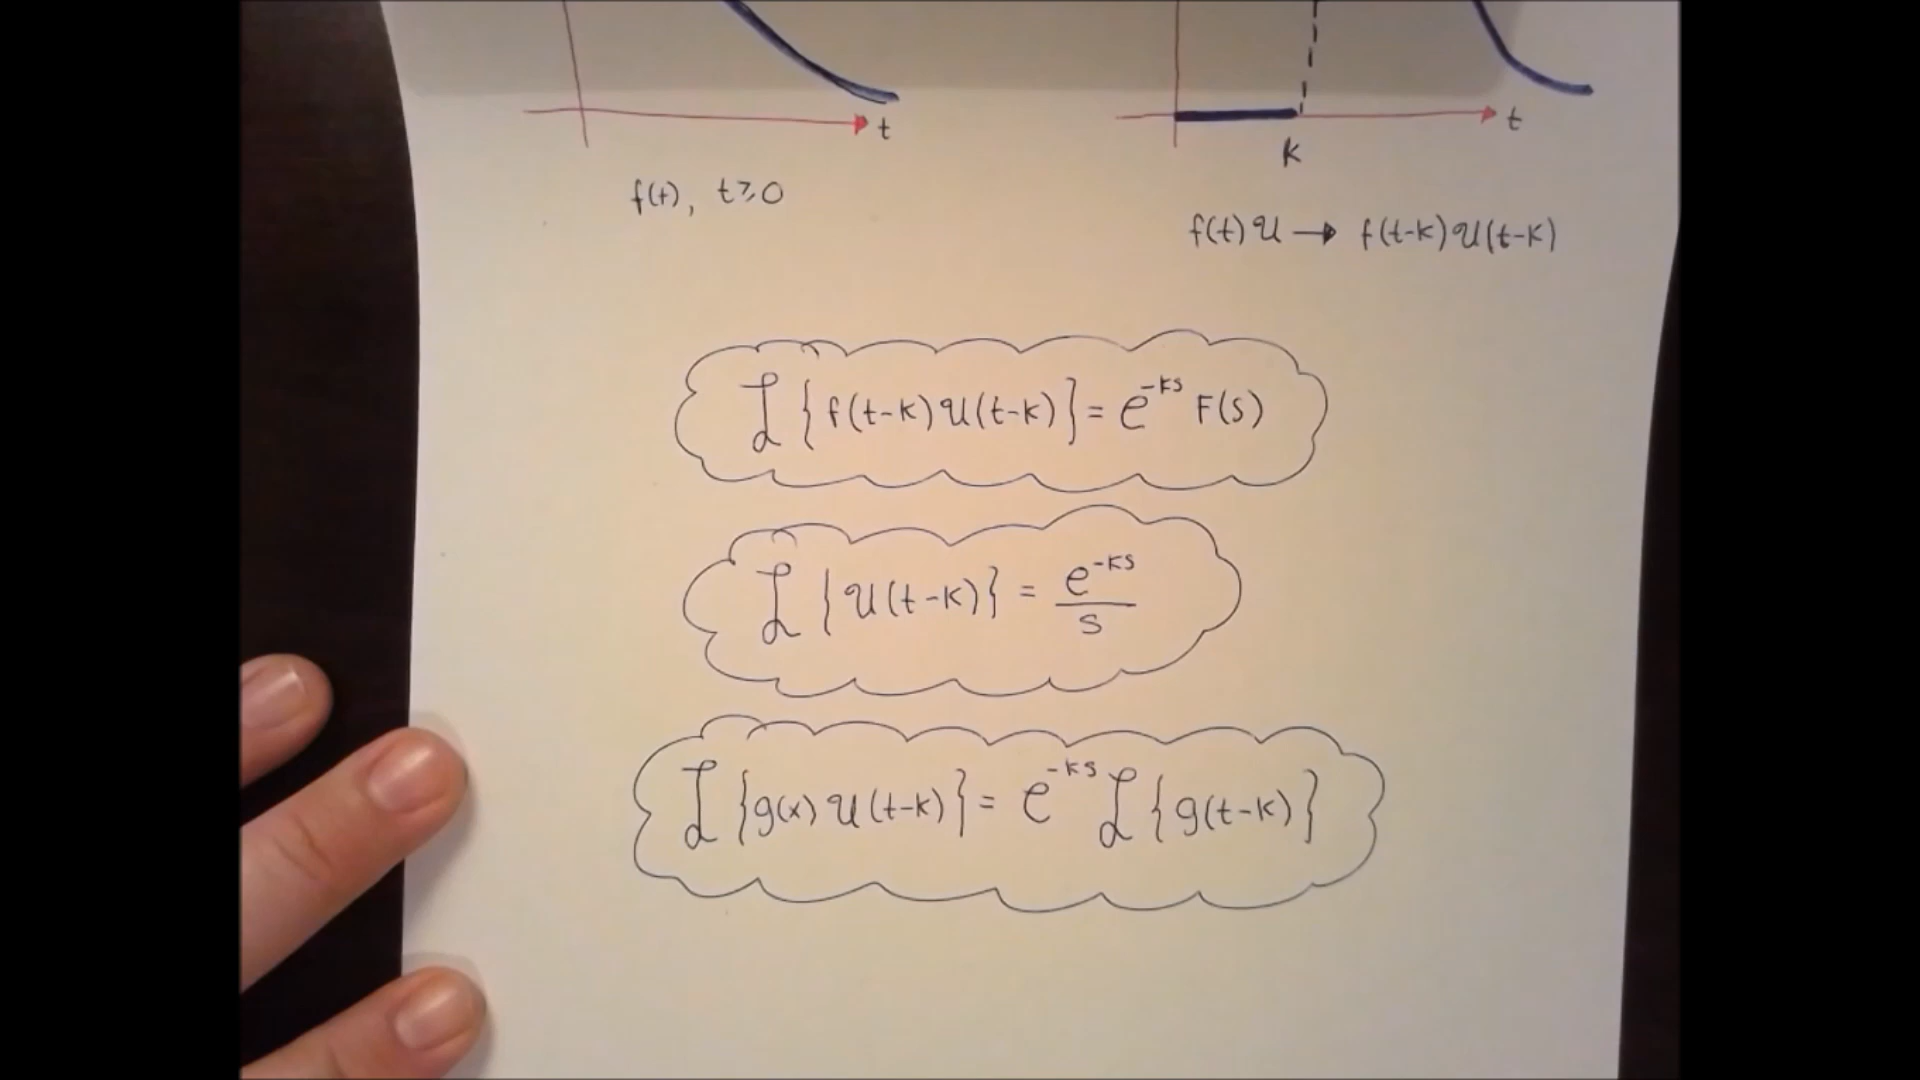 t
t
k
f(t), t≥0
f(t)𝒰 → f(t-k)𝒰(t-k)
ℒ{f(t-k)𝒰(t-k)} = e^{-ks} F(s)
ℒ{𝒰(t-k)} = e^{-ks}/s
ℒ{g(x)𝒰(t-k)} = e^{-ks} ℒ{g(t-k)}